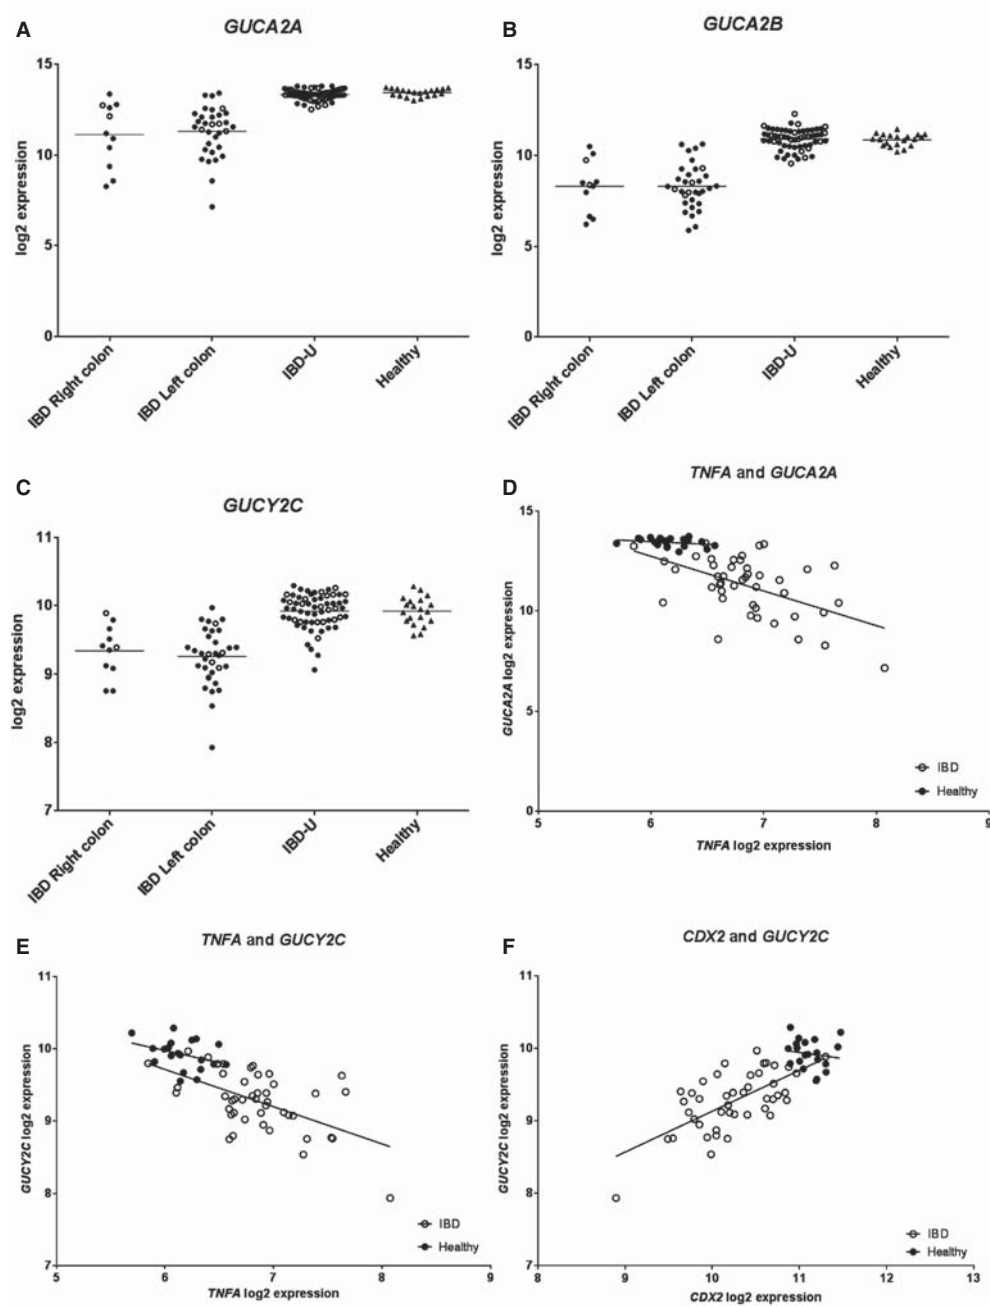 A
GUCA2A
15
10
5
0
log2 expression
IBD Right colon
IBD Left colon
IBD-U
Healthy
B
GUCA2B
15
10
5
0
log2 expression
IBD Right colon
IBD Left colon
IBD-U
Healthy
C
GUCY2C
11
10
9
8
7
log2 expression
IBD Right colon
IBD Left colon
IBD-U
Healthy
D
TNFA and GUCA2A
15
10
5
0
GUCA2A log2 expression
IBD
Healthy
5 6 7 8 9
TNFA log2 expression
E
TNFA and GUCY2C
11
10
9
8
7
GUCY2C log2 expression
IBD
Healthy
5 6 7 8 9
TNFA log2 expression
F
CDX2 and GUCY2C
11
10
9
8
7
GUCY2C log2 expression
IBD
Healthy
8 9 10 11 12 13
CDX2 log2 expression